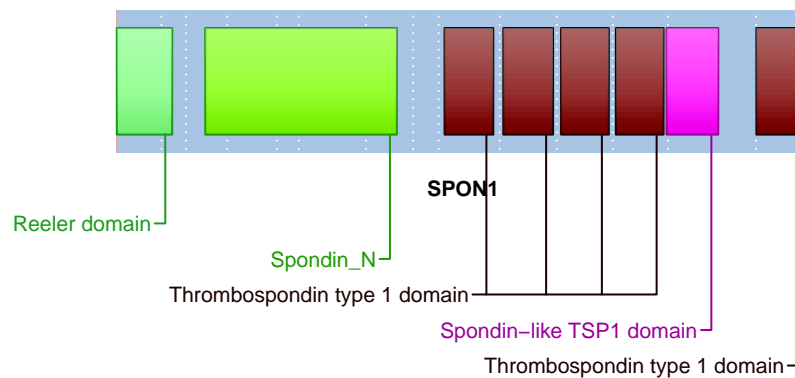 SPON1
Reeler domain
Spondin_N
Thrombospondin type 1 domain
Spondin−like TSP1 domain
Thrombospondin type 1 domain